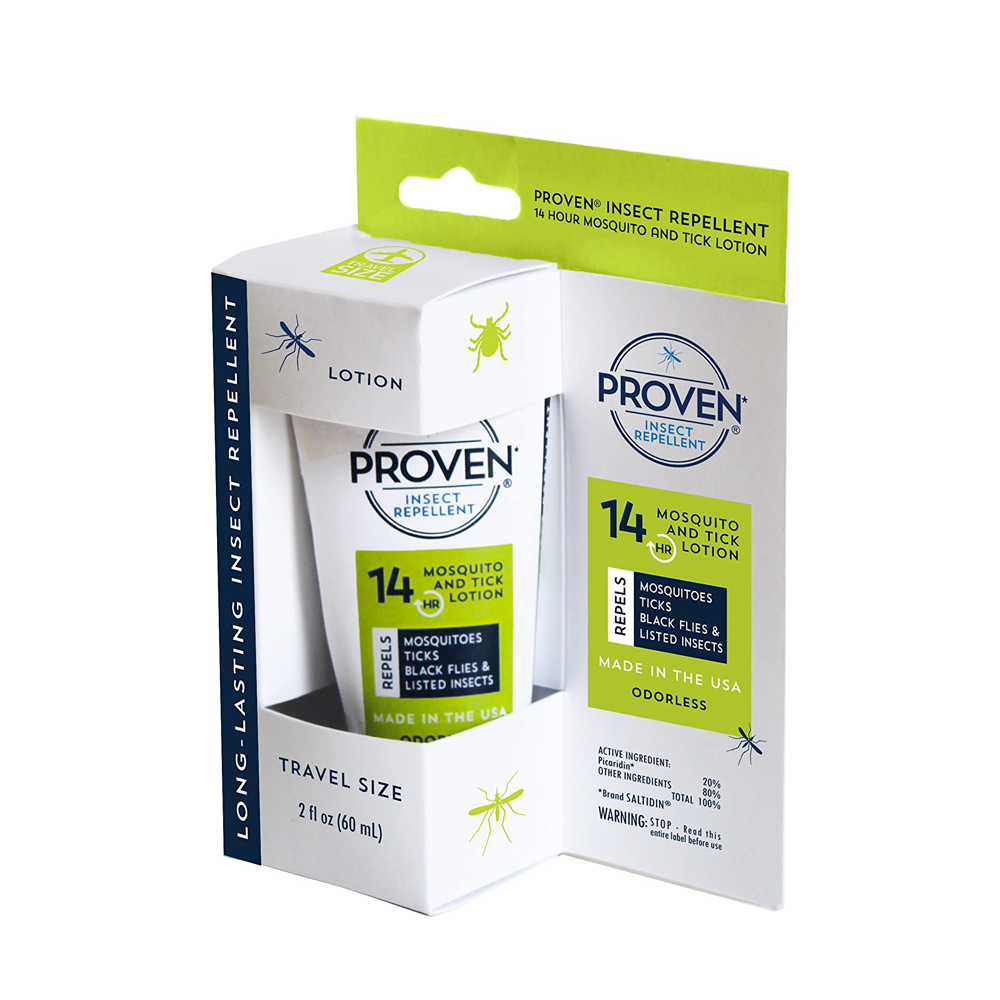 PROVEN® INSECT REPELLENT
14 HOUR MOSQUITO AND TICK LOTION
TRAVEL
SIZE
LONG-LASTING INSECT REPELLENT
LOTION
PROVEN*
®
INSECT
REPELLENT
14 HR
MOSQUITO
AND TICK
LOTION
REPELS
MOSQUITOES
TICKS
BLACK FLIES &
LISTED INSECTS
MADE IN THE USA
TRAVEL SIZE
2 fl oz (60 mL)
PROVEN*
®
INSECT
REPELLENT
14 HR
MOSQUITO
AND TICK
LOTION
REPELS
MOSQUITOES
TICKS
BLACK FLIES &
LISTED INSECTS
MADE IN THE USA
ODORLESS
ACTIVE INGREDIENT:
Picaridin* 20%
OTHER INGREDIENTS 80%
TOTAL 100%
*Brand SALTIDIN®
WARNING: STOP - Read this
entire label before use